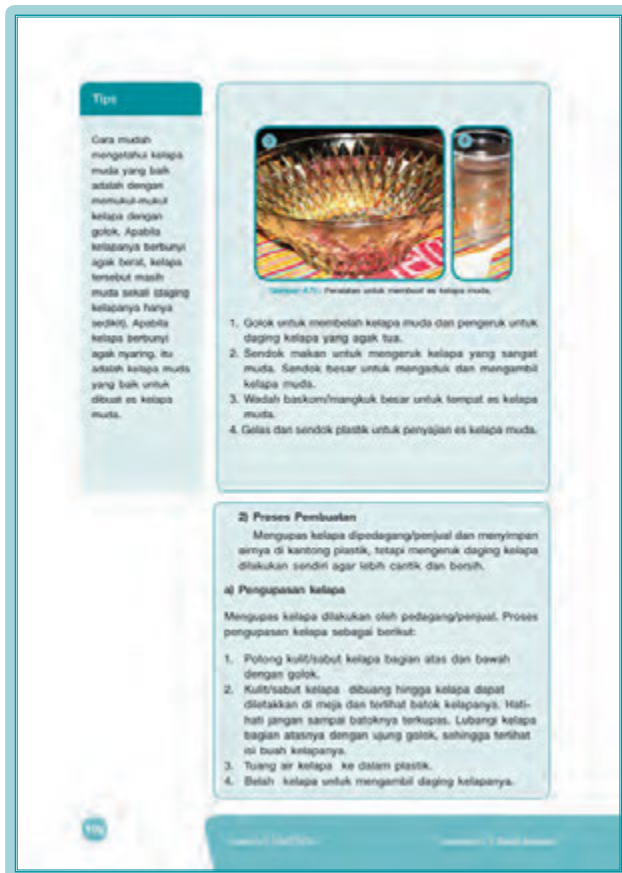 Tips
Cara mudah
mengetahui kelapa
muda yang baik
adalah dengan
memukul-mukul
kelapa dengan
golok. Apabila
kelapanya berbunyi
agak berat, kelapa
tersebut masih
muda sekali (daging
kelapanya hanya
sedikit). Apabila
kelapa berbunyi
agak nyaring, itu
adalah kelapa muda
yang baik untuk
dibuat es kelapa
muda.
Peralatan untuk membuat es kelapa muda.
1. Golok untuk membelah kelapa muda dan pengeruk untuk
daging kelapa yang agak tua.
2. Sendok makan untuk mengeruk kelapa yang sangat
muda. Sendok besar untuk mengaduk dan mengambil
kelapa muda.
3. Wadah baskom/mangkuk besar untuk tempat es kelapa
muda.
4. Gelas dan sendok plastik untuk penyajian es kelapa muda.
2) Proses Pembuatan
Mengupas kelapa dipedagang/penjual dan menyimpan
airnya di kantong plastik, tetapi mengeruk daging kelapa
dilakukan sendiri agar lebih cantik dan bersih.
a) Pengupasan kelapa
Mengupas kelapa dilakukan oleh pedagang/penjual. Proses
pengupasan kelapa sebagai berikut:
1. Potong kulit/sabut kelapa bagian atas dan bawah
dengan golok.
2. Kulit/sabut kelapa dibuang hingga kelapa dapat
diletakkan di meja dan terlihat batok kelapanya. Hati-
hati jangan sampai batoknya terkupas. Lubangi kelapa
bagian atasnya dengan ujung golok, sehingga terlihat
isi buah kelapanya.
3. Tuang air kelapa ke dalam plastik.
4. Belah kelapa untuk mengambil daging kelapanya.